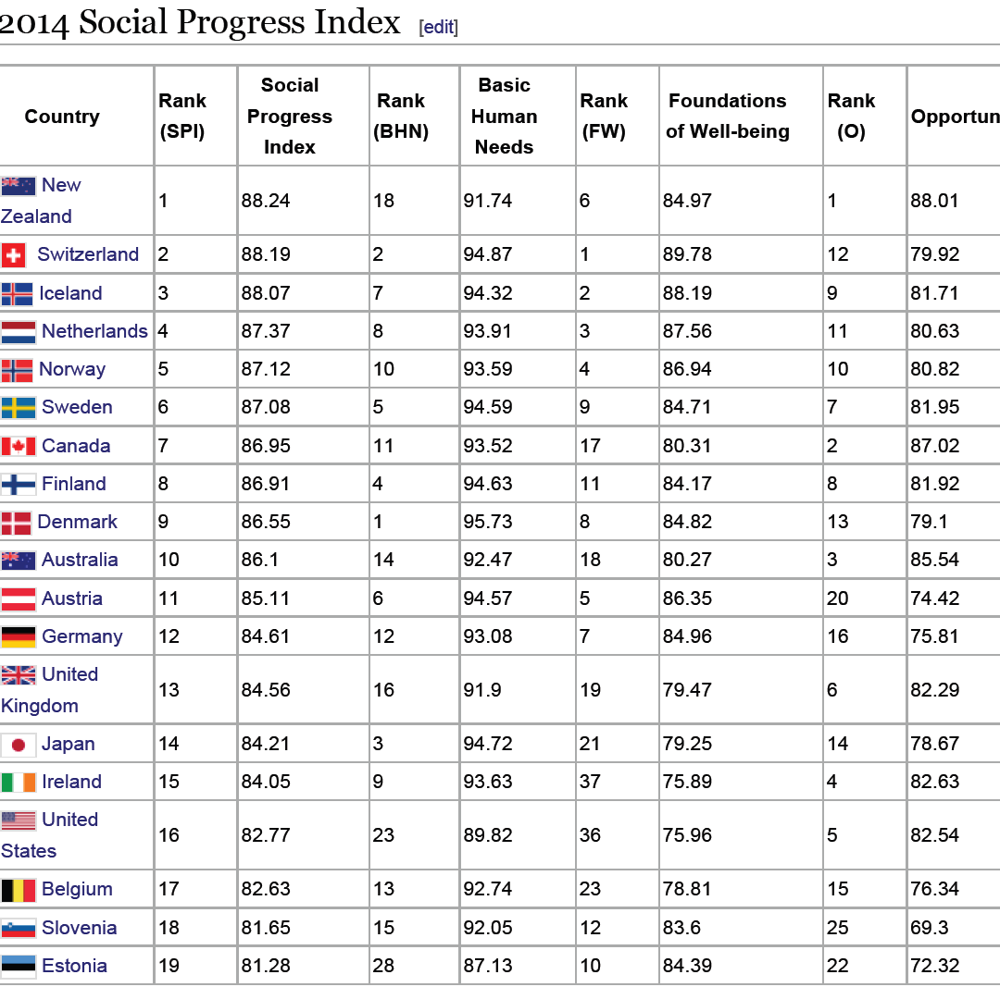 2014 Social Progress Index [edit]
Country Rank (SPI) Social Progress Index Rank (BHN) Basic Human Needs Rank (FW) Foundations of Well-being Rank (O) Opportun
New Zealand 1 88.24 18 91.74 6 84.97 1 88.01
Switzerland 2 88.19 2 94.87 1 89.78 12 79.92
Iceland 3 88.07 7 94.32 2 88.19 9 81.71
Netherlands 4 87.37 8 93.91 3 87.56 11 80.63
Norway 5 87.12 10 93.59 4 86.94 10 80.82
Sweden 6 87.08 5 94.59 9 84.71 7 81.95
Canada 7 86.95 11 93.52 17 80.31 2 87.02
Finland 8 86.91 4 94.63 11 84.17 8 81.92
Denmark 9 86.55 1 95.73 8 84.82 13 79.1
Australia 10 86.1 14 92.47 18 80.27 3 85.54
Austria 11 85.11 6 94.57 5 86.35 20 74.42
Germany 12 84.61 12 93.08 7 84.96 16 75.81
United Kingdom 13 84.56 16 91.9 19 79.47 6 82.29
Japan 14 84.21 3 94.72 21 79.25 14 78.67
Ireland 15 84.05 9 93.63 37 75.89 4 82.63
United States 16 82.77 23 89.82 36 75.96 5 82.54
Belgium 17 82.63 13 92.74 23 78.81 15 76.34
Slovenia 18 81.65 15 92.05 12 83.6 25 69.3
Estonia 19 81.28 28 87.13 10 84.39 22 72.32